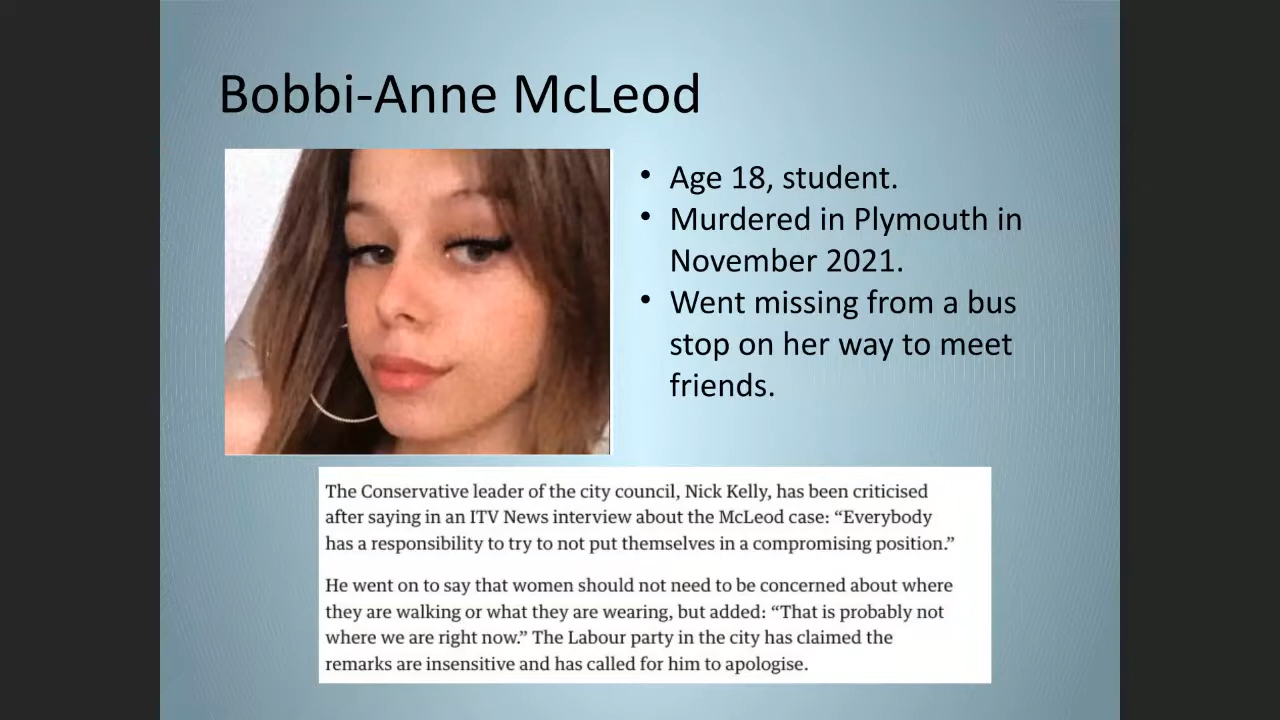 Bobbi-Anne McLeod
• Age 18, student.
• Murdered in Plymouth in
November 2021.
• Went missing from a bus
stop on her way to meet
friends.
The Conservative leader of the city council, Nick Kelly, has been criticised
after saying in an ITV News interview about the McLeod case: “Everybody
has a responsibility to try to not put themselves in a compromising position.”
He went on to say that women should not need to be concerned about where
they are walking or what they are wearing, but added: “That is probably not
where we are right now.” The Labour party in the city has claimed the
remarks are insensitive and has called for him to apologise.